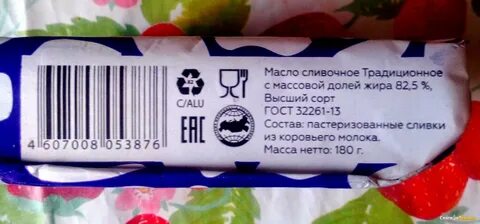 Масло сливочное Традиционное
с массовой долей жира 82,5 %,
Высший сорт
ГОСТ 32261-13
Состав: пастеризованные сливки
из коровьего молока.
Масса нетто: 180 г.
82
C/ALU
EAC
4 607008 053876